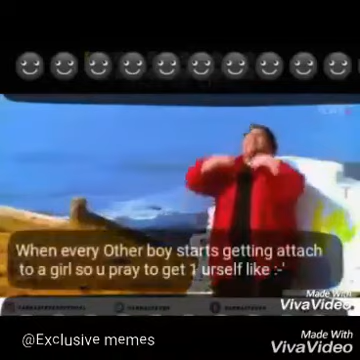 When every Other boy starts getting attach
to a girl so u pray to get 1 urself like :-'
Made With
VivaVideo
@Exclusive memes
Made With
VivaVideo